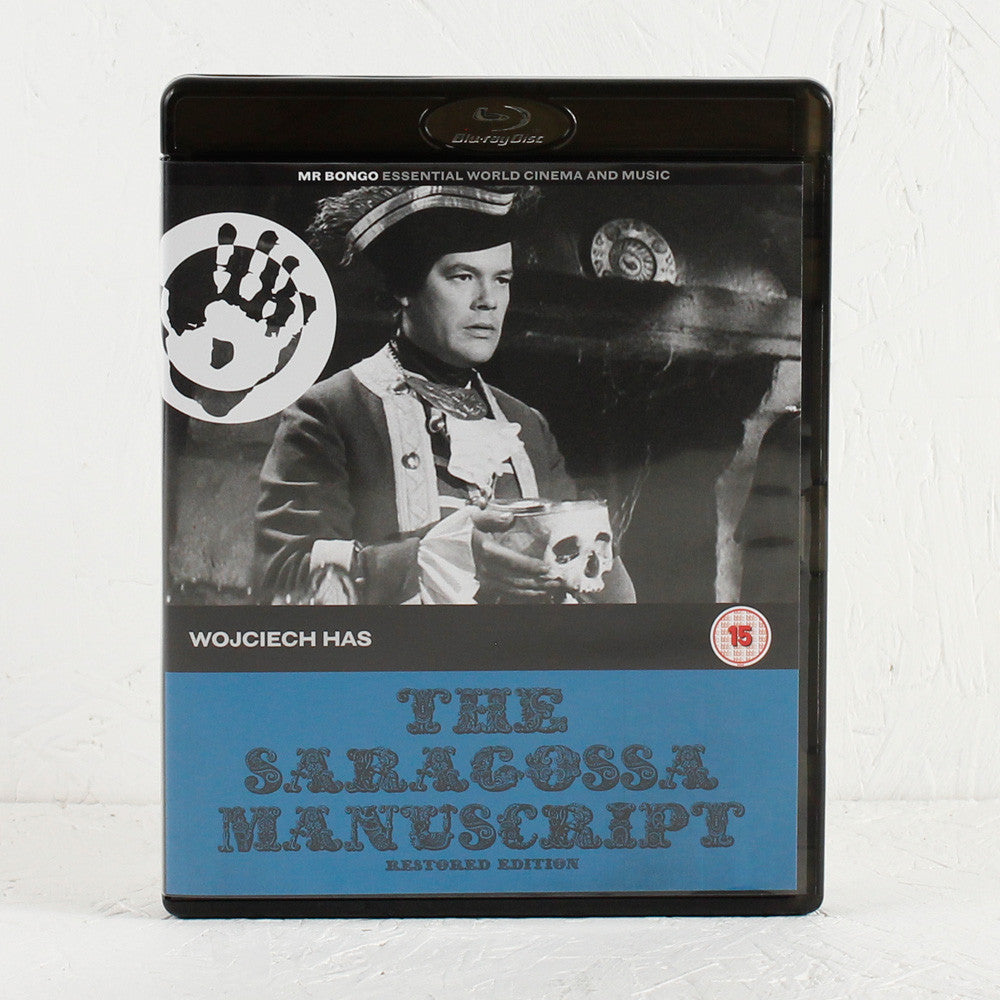 Blu-ray Disc
MR BONGO ESSENTIAL WORLD CINEMA AND MUSIC
WOJCIECH HAS
15
THE
SARAGOSSA
MANUSCRIPT
RESTORED EDITION